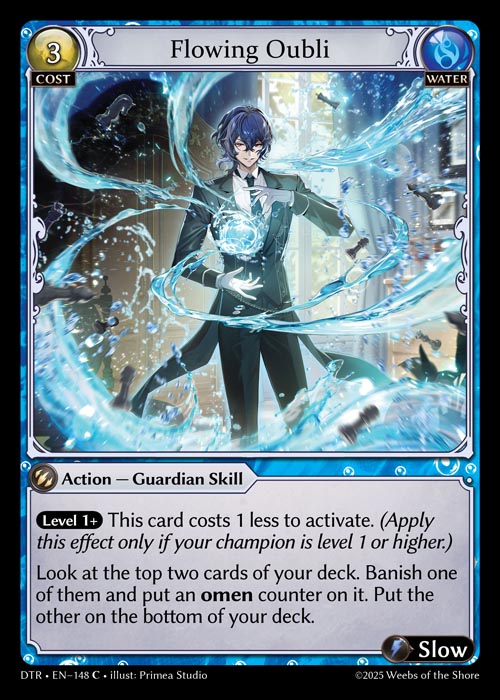 3
Flowing Oubli
COST
WATER
Action — Guardian Skill
Level 1+ This card costs 1 less to activate. (Apply
this effect only if your champion is level 1 or higher.)
Look at the top two cards of your deck. Banish one
of them and put an omen counter on it. Put the
other on the bottom of your deck.
Slow
DTR • EN–148 C • illust: Primea Studio
©2025 Weebs of the Shore